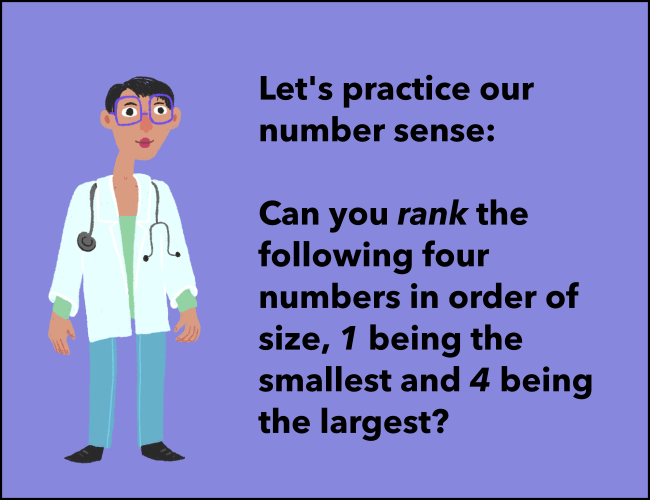 Let's practice our
number sense:
Can you rank the
following four
numbers in order of
size, 1 being the
smallest and 4 being
the largest?